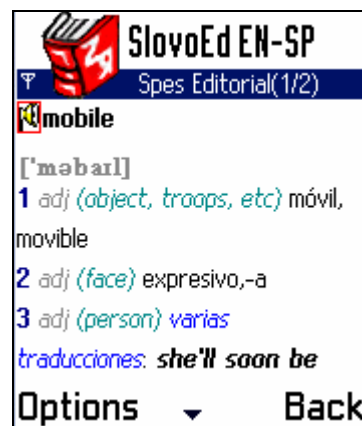 SlovoEd EN-SP
Spes Editorial(1/2)
mobile
['məbaɪl]
1 adj (object, troops, etc) móvil,
movible
2 adj (face) expresivo,-a
3 adj (person) varias
traducciones: she'll soon be
Options Back